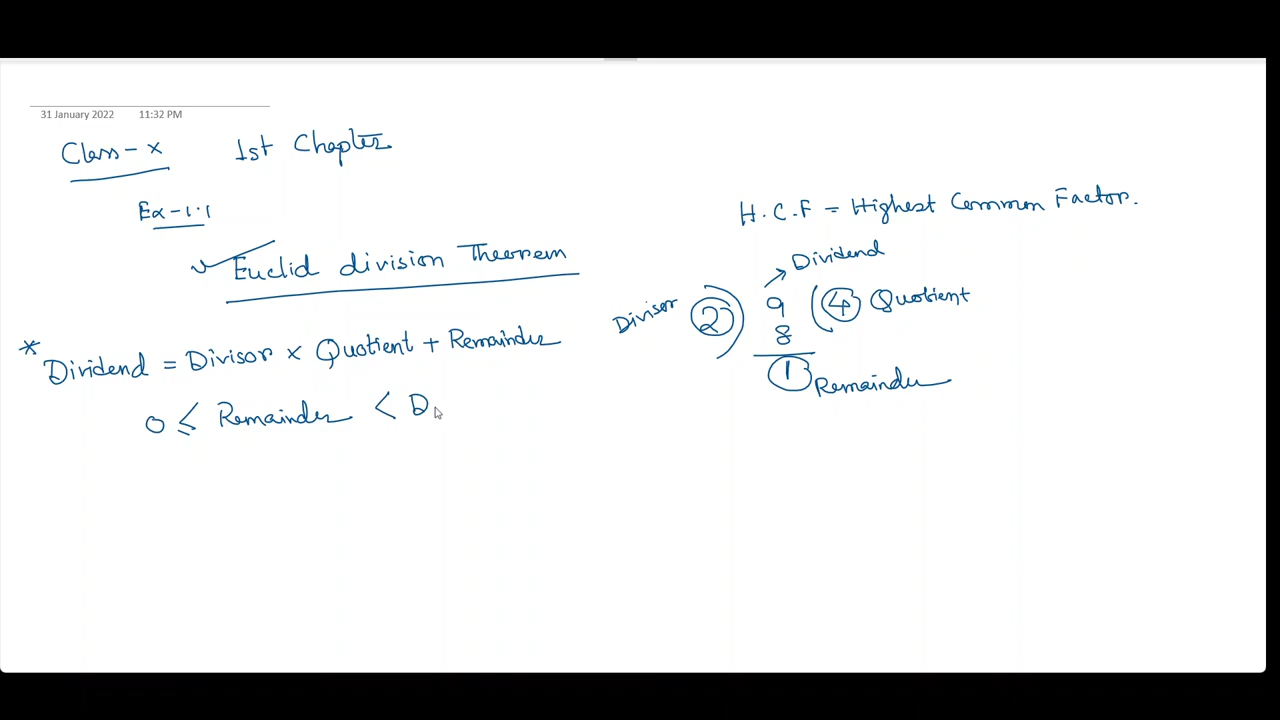 31 January 2022 11:32 PM
Class - X 1st Chapter
Ex - 1.1
Euclid division Theorem
* Dividend = Divisor × Quotient + Remainder
0 ≤ Remainder < D
H.C.F = Highest Common Factor.
Dividend
Divisor 2 ) 9 ( 4 Quotient
8
1 Remainder